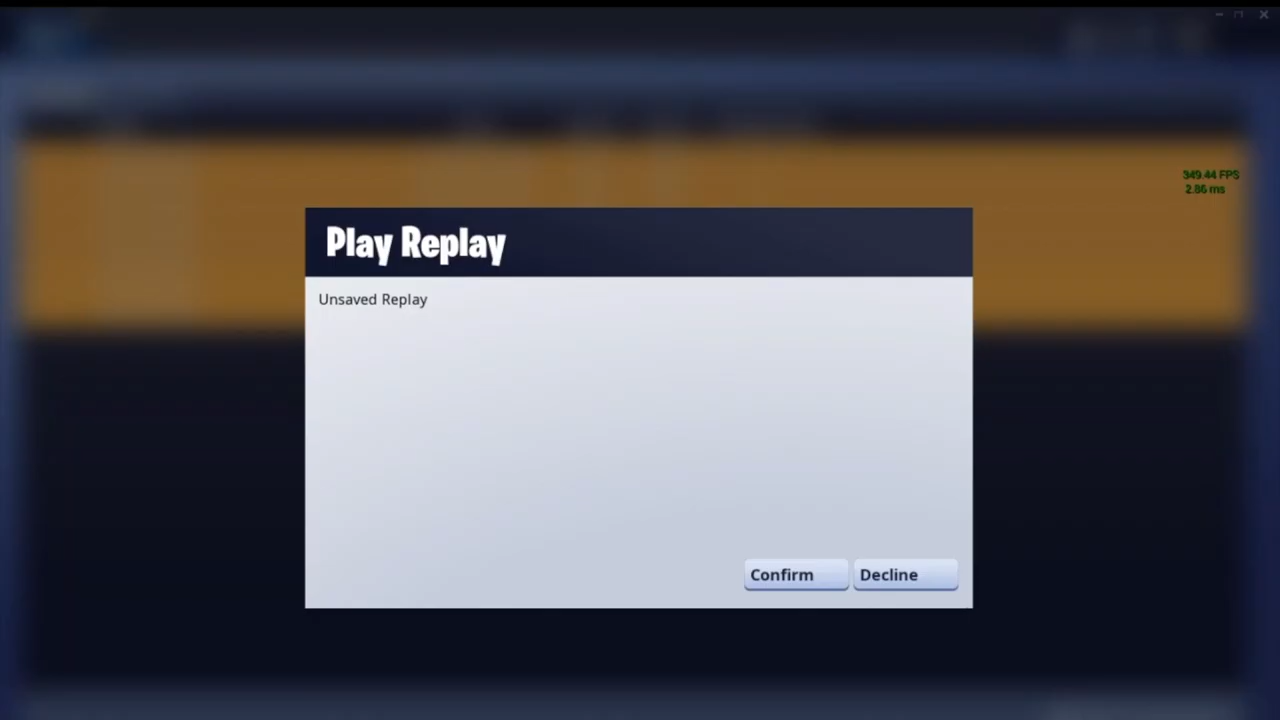 349.44 FPS
2.86 ms
Play Replay
Unsaved Replay
Confirm
Decline